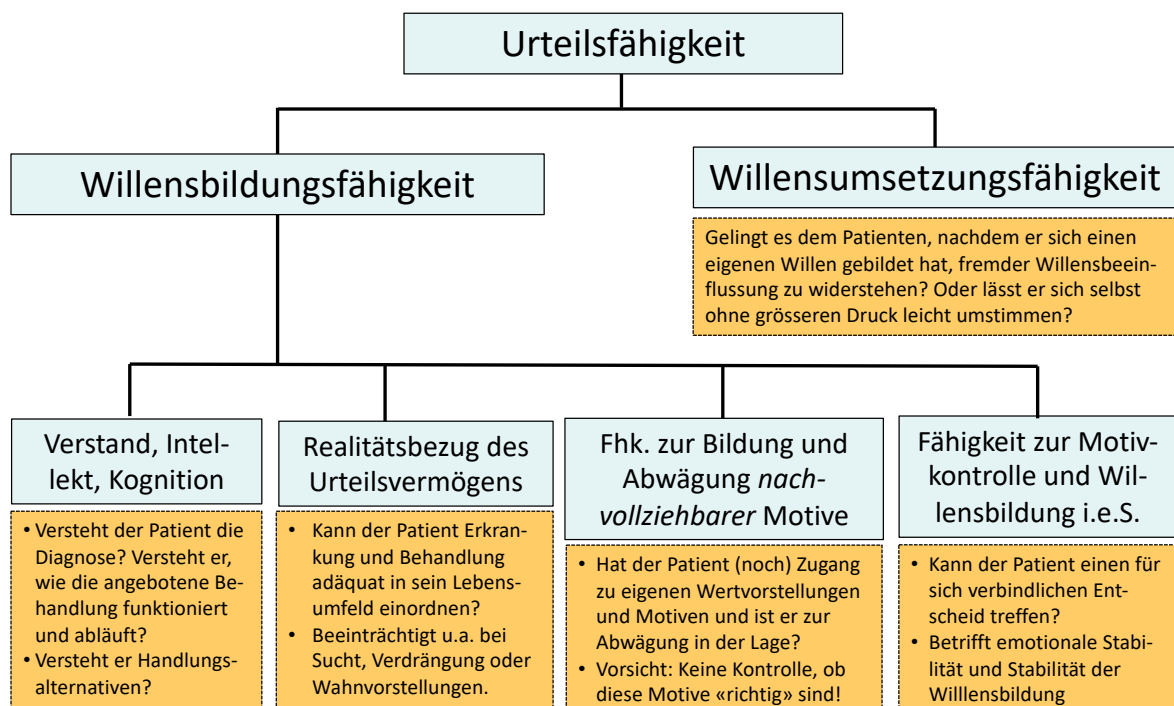 Urteilsfähigkeit
Willensbildungsfähigkeit
Willensumsetzungsfähigkeit
Gelingt es dem Patienten, nachdem er sich einen
eigenen Willen gebildet hat, fremder Willensbeein-
flussung zu widerstehen? Oder lässt er sich selbst
ohne grösseren Druck leicht umstimmen?
Verstand, Intel-
lekt, Kognition
• Versteht der Patient die
Diagnose? Versteht er,
wie die angebotene Be-
handlung funktioniert
und abläuft?
• Versteht er Handlungs-
alternativen?
Realitätsbezug des
Urteilsvermögens
• Kann der Patient Erkran-
kung und Behandlung
adäquat in sein Lebens-
umfeld einordnen?
• Beeinträchtigt u.a. bei
Sucht, Verdrängung oder
Wahnvorstellungen.
Fhk. zur Bildung und
Abwägung nach-
vollziehbarer Motive
• Hat der Patient (noch) Zugang
zu eigenen Wertvorstellungen
und Motiven und ist er zur
Abwägung in der Lage?
• Vorsicht: Keine Kontrolle, ob
diese Motive «richtig» sind!
Fähigkeit zur Motiv-
kontrolle und Wil-
lensbildung i.e.S.
• Kann der Patient einen für
sich verbindlichen Ent-
scheid treffen?
• Betrifft emotionale Stabi-
lität und Stabilität der
Willlensbildung